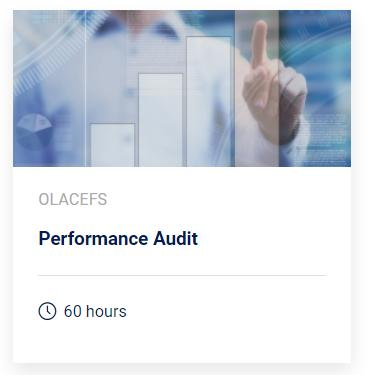 OLACEFS
Performance Audit
60 hours